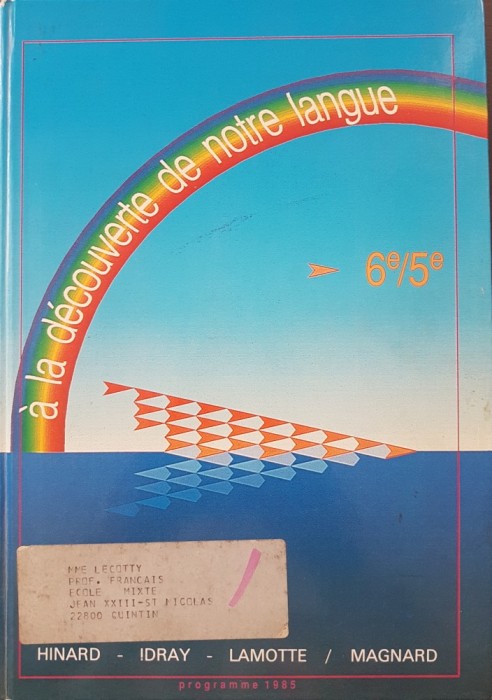 à la découverte de notre langue
6e/5e
MME LECOTTY
PROF. FRANCAIS
ECOLE MIXTE
JEAN XXIII-ST NICOLAS
22800 QUINTIN
HINARD - IDRAY - LAMOTTE / MAGNARD
programme 1985